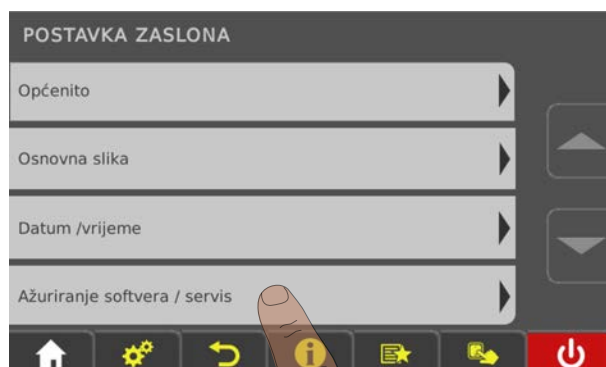 POSTAVKA ZASLONA
Općenito
Osnovna slika
Datum /vrijeme
Ažuriranje softvera / servis